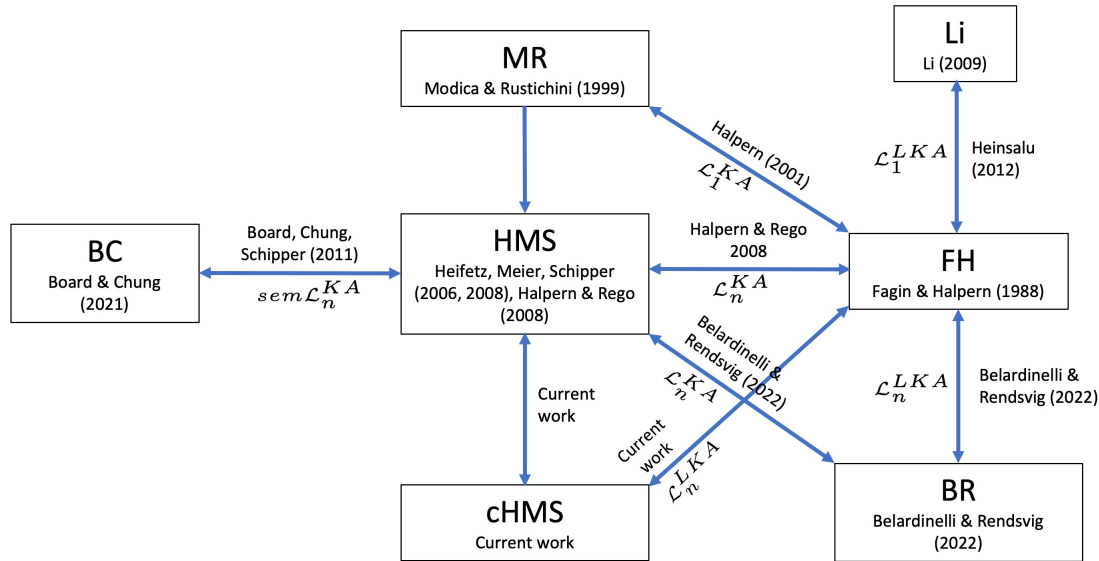 MR
Modica & Rustichini (1999)
Li
Li (2009)
Halpern (2001)
$\mathcal{L}_1^{KA}$
$\mathcal{L}_1^{LKA}$
Heinsalu
(2012)
BC
Board & Chung
(2021)
Board, Chung,
Schipper (2011)
$sem\mathcal{L}_n^{KA}$
HMS
Heifetz, Meier, Schipper
(2006, 2008), Halpern & Rego
(2008)
Halpern & Rego
2008
$\mathcal{L}_n^{KA}$
FH
Fagin & Halpern (1988)
Belardinelli &
Rendsvig (2022)
$\mathcal{L}_n^{KA}$
Current
work
Current
work
$\mathcal{L}_n^{LKA}$
$\mathcal{L}_n^{LKA}$
Belardinelli &
Rendsvig (2022)
cHMS
Current work
BR
Belardinelli & Rendsvig
(2022)